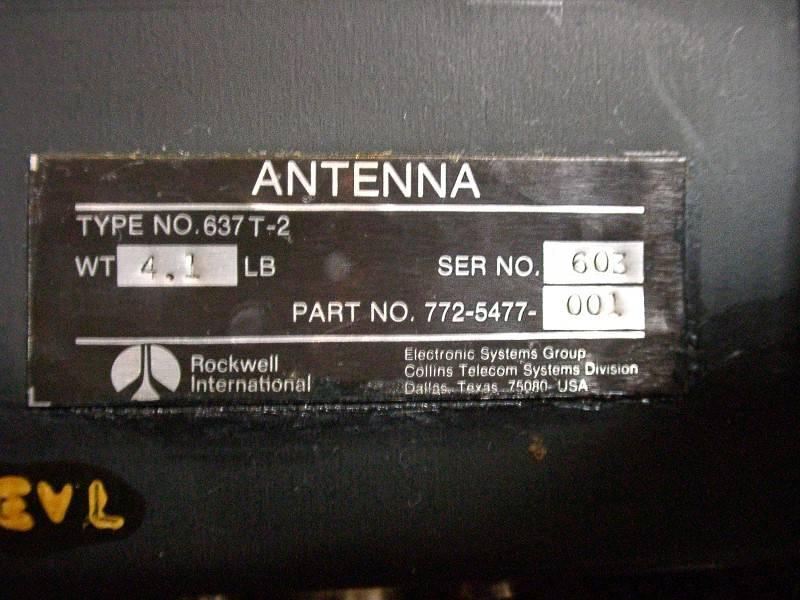 ANTENNA
TYPE NO. 637T-2
WT 4.1 LB SER NO. 603
PART NO. 772-5477- 001
Rockwell
International
Electronic Systems Group
Collins Telecom Systems Division
Dallas, Texas 75080 USA
EVL